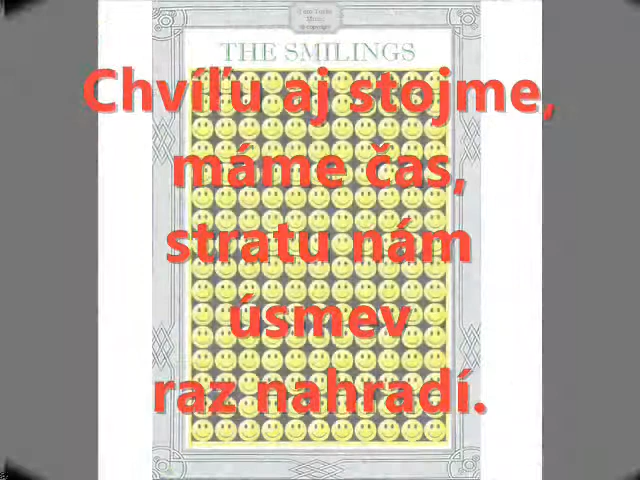 THE SMILINGS
Chvíľu aj stojme,
máme čas,
stratu nám
úsmev
raz nahradí.